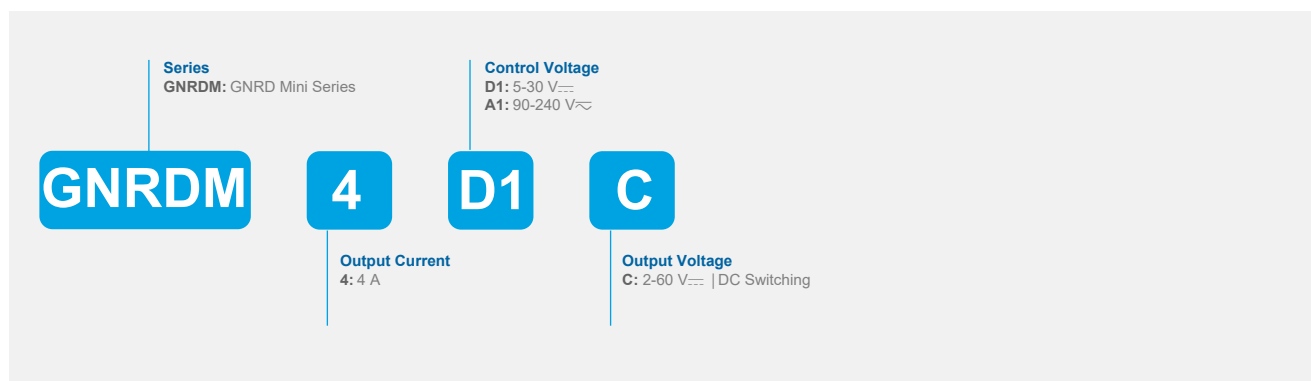 Series
GNRDM: GNRD Mini Series
Control Voltage
D1: 5-30 V⎓
A1: 90-240 V⏦
GNRDM 4 D1 C
Output Current
4: 4 A
Output Voltage
C: 2-60 V⎓ | DC Switching